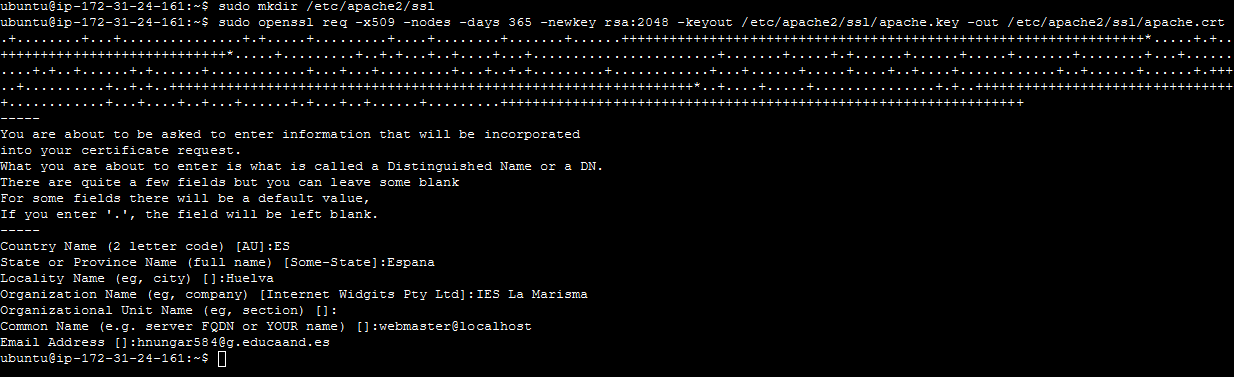 ubuntu@ip-172-31-24-161:~$ sudo mkdir /etc/apache2/ssl
ubuntu@ip-172-31-24-161:~$ sudo openssl req -x509 -nodes -days 365 -newkey rsa:2048 -keyout /etc/apache2/ssl/apache.key -out /etc/apache2/ssl/apache.crt
-----
You are about to be asked to enter information that will be incorporated
into your certificate request.
What you are about to enter is what is called a Distinguished Name or a DN.
There are quite a few fields but you can leave some blank
For some fields there will be a default value,
If you enter '.', the field will be left blank.
-----
Country Name (2 letter code) [AU]:ES
State or Province Name (full name) [Some-State]:Espana
Locality Name (eg, city) []:Huelva
Organization Name (eg, company) [Internet Widgits Pty Ltd]:IES La Marisma
Organizational Unit Name (eg, section) []:
Common Name (e.g. server FQDN or YOUR name) []:webmaster@localhost
Email Address []:hnungar584@g.educaand.es
ubuntu@ip-172-31-24-161:~$